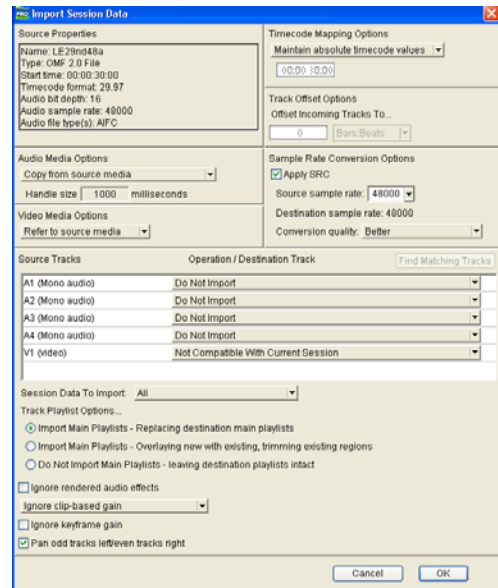 Import Session Data
Source Properties
Name: LE29nd48a
Type: OMF 2.0 File
Start time: 00:00:30:00
Timecode format: 29.97
Audio bit depth: 16
Audio sample rate: 48000
Audio file type(s): AIFC
Timecode Mapping Options
Maintain absolute timecode values
00:00:30:00
Track Offset Options
Offset Incoming Tracks To...
0 Bars:Beats
Audio Media Options
Copy from source media
Handle size 1000 milliseconds
Video Media Options
Refer to source media
Sample Rate Conversion Options
Apply SRC
Source sample rate: 48000
Destination sample rate: 48000
Conversion quality: Better
Source Tracks Operation / Destination Track Find Matching Tracks
A1 (Mono audio) Do Not Import
A2 (Mono audio) Do Not Import
A3 (Mono audio) Do Not Import
A4 (Mono audio) Do Not Import
V1 (video) Not Compatible With Current Session
Session Data To Import: All
Track Playlist Options...
Import Main Playlists - Replacing destination main playlists
Import Main Playlists - Overlaying new with existing, trimming existing regions
Do Not Import Main Playlists - leaving destination playlists intact
Ignore rendered audio effects
Ignore clip-based gain
Ignore keyframe gain
Pan odd tracks left/even tracks right
Cancel OK